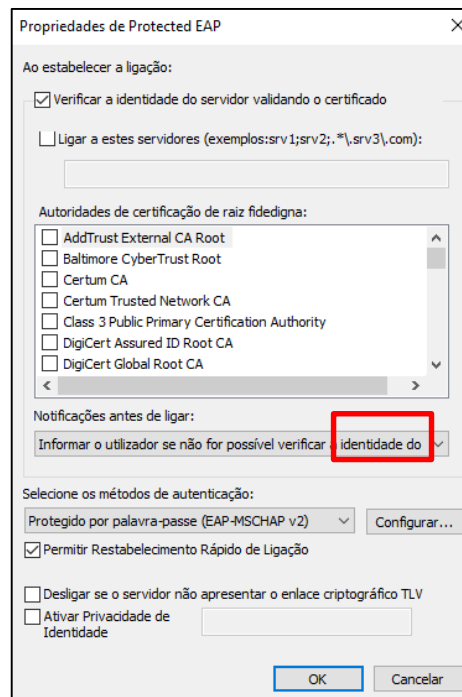 Propriedades de Protected EAP
Ao estabelecer a ligação:
Verificar a identidade do servidor validando o certificado
Ligar a estes servidores (exemplos:srv1;srv2;.*\.srv3\.com):
Autoridades de certificação de raiz fidedigna:
AddTrust External CA Root
Baltimore CyberTrust Root
Certum CA
Certum Trusted Network CA
Class 3 Public Primary Certification Authority
DigiCert Assured ID Root CA
DigiCert Global Root CA
Notificações antes de ligar:
Informar o utilizador se não for possível verificar a identidade do
Selecione os métodos de autenticação:
Protegido por palavra-passe (EAP-MSCHAP v2) Configurar...
Permitir Restabelecimento Rápido de Ligação
Desligar se o servidor não apresentar o enlace criptográfico TLV
Ativar Privacidade de
Identidade
OK Cancelar